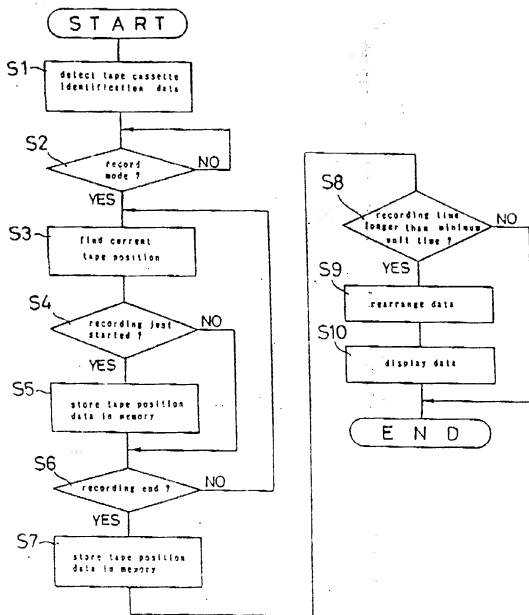 START
S1
detect tape cassette
identification data
S2
record
mode ?
NO
YES
S3
find current
tape position
S4
recording just
started ?
NO
YES
S5
store tape position
data in memory
S6
recording end ?
NO
YES
S7
store tape position
data in memory
S8
recording time
longer than minimum
unit time ?
NO
YES
S9
rearrange data
S10
display data
END